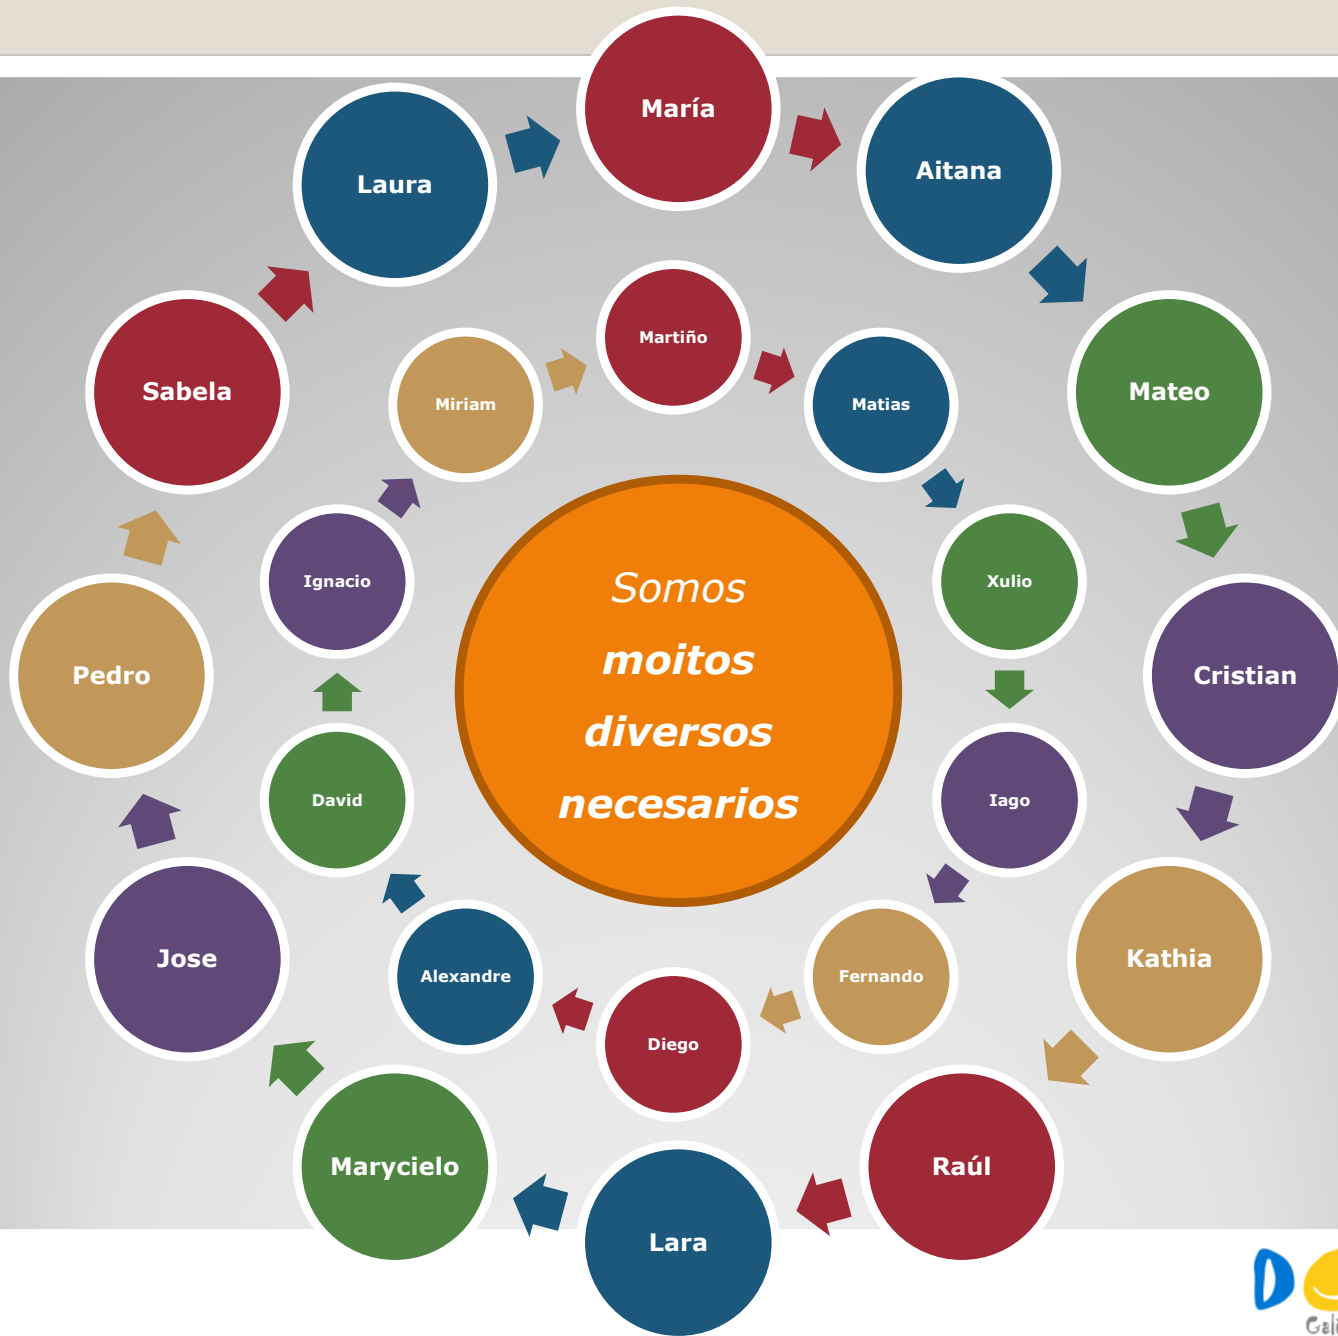 María
Aitana
Mateo
Cristian
Kathia
Raúl
Lara
Marycielo
Jose
Pedro
Sabela
Laura
Martiño
Matias
Xulio
Iago
Fernando
Diego
Alexandre
David
Ignacio
Miriam
Somos
moitos
diversos
necesarios